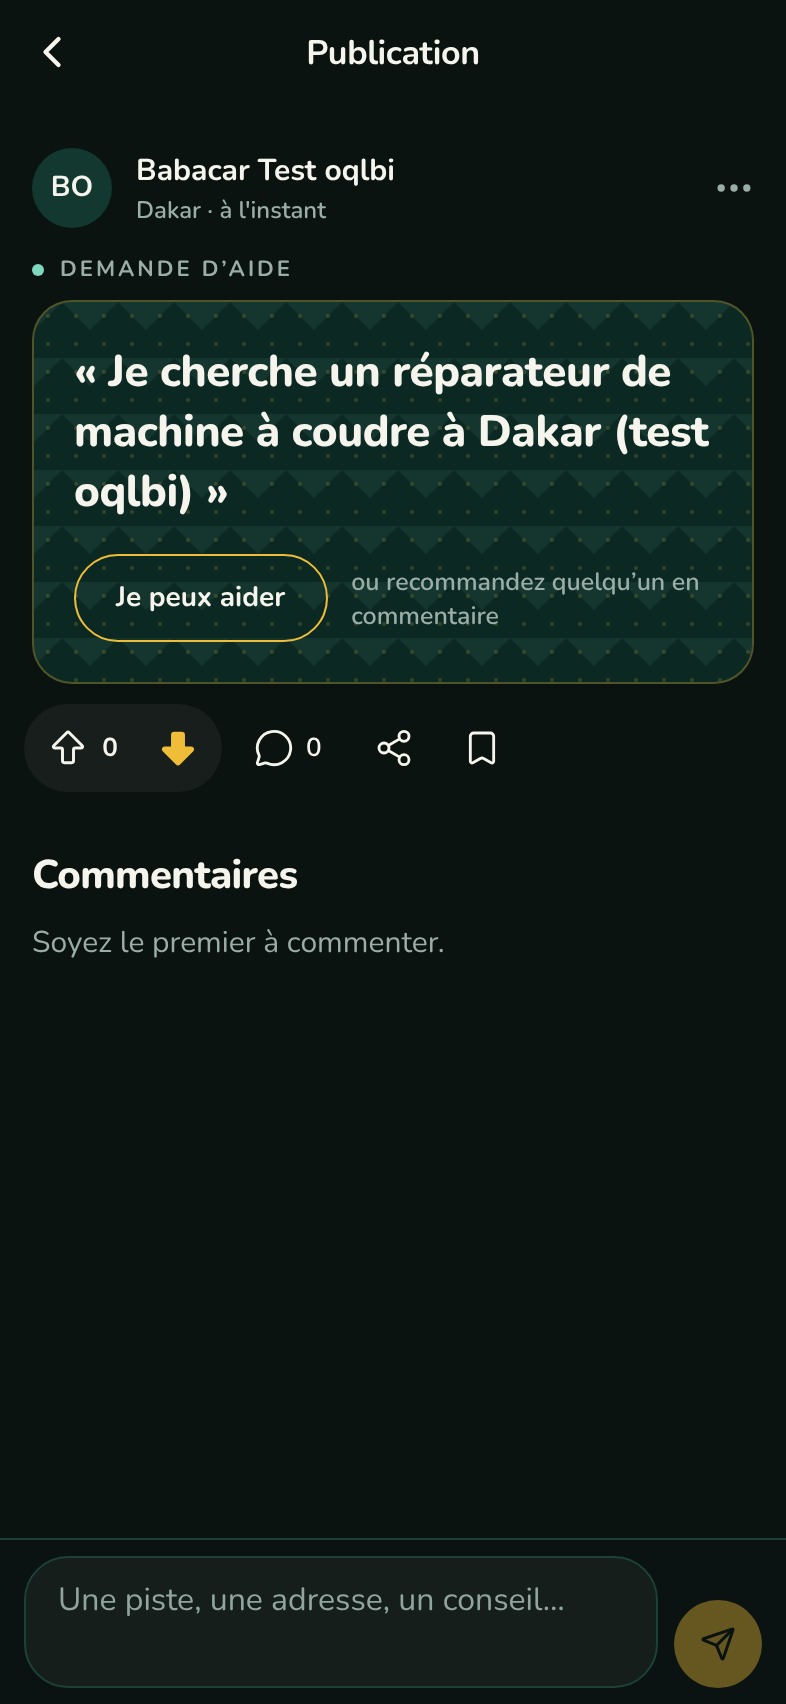 Publication
BO
Babacar Test oqlbi
Dakar · à l'instant
DEMANDE D’AIDE
« Je cherche un réparateur de
machine à coudre à Dakar (test
oqlbi) »
Je peux aider
ou recommandez quelqu’un en
commentaire
0
0
Commentaires
Soyez le premier à commenter.
Une piste, une adresse, un conseil...